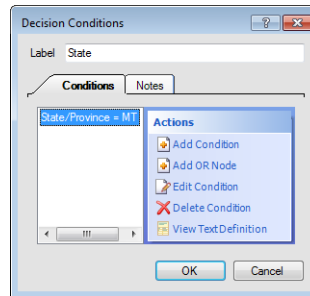 Decision Conditions
?
Label State
Conditions Notes
State/Province = MT
Actions
Add Condition
Add OR Node
Edit Condition
Delete Condition
View Text Definition
OK Cancel